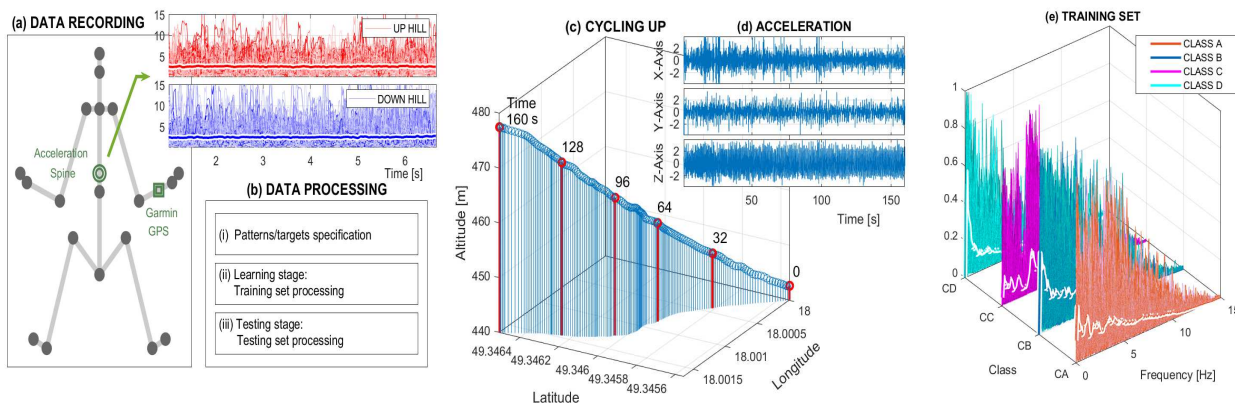 (a) DATA RECORDING
15
10
5
UP HILL
15
10
5
DOWN HILL
1 2 3 4 5 6
Time [s]
Acceleration
Spine
Garmin
GPS
(b) DATA PROCESSING
(i) Patterns/targets specification
(ii) Learning stage:
Training set processing
(iii) Testing stage:
Testing set processing
(c) CYCLING UP
480
470
460
450
440
Altitude [m]
Time
160 s
128
96
64
32
0
49.3464
49.3462
49.346
49.3458
49.3456
Latitude
18
18.0005
18.001
18.0015
Longitude
(d) ACCELERATION
X-Axis
2
0
-2
Y-Axis
2
0
-2
Z-Axis
2
0
-2
50 100 150
Time [s]
(e) TRAINING SET
CLASS A
CLASS B
CLASS C
CLASS D
1
0.8
0.6
0.4
0.2
0
CD
CC
CB
CA
Class
0
5
10
15
Frequency [Hz]